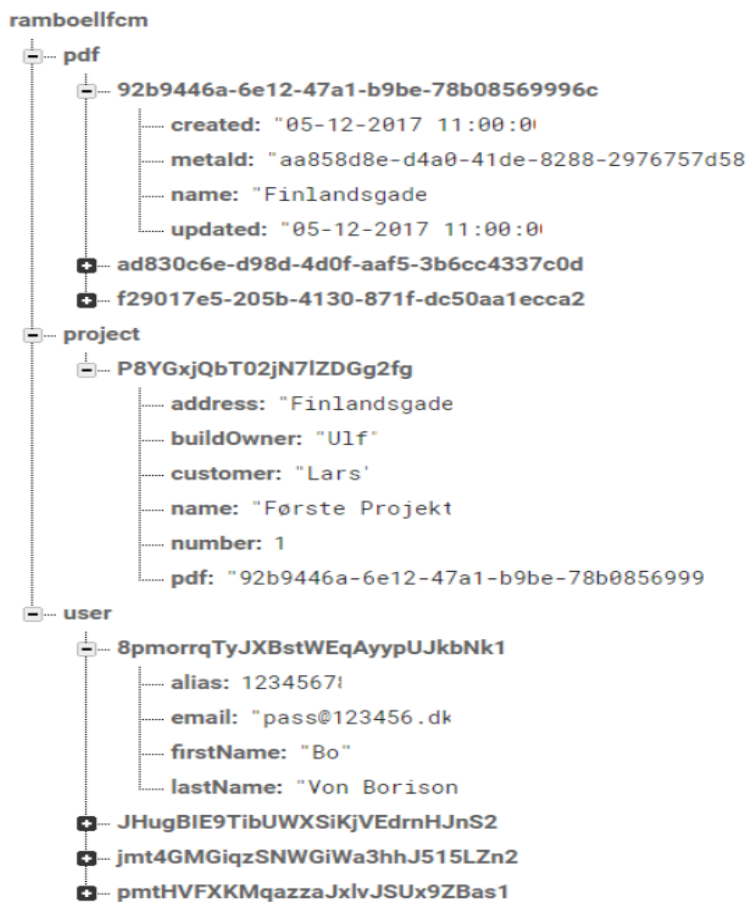 ramboellfcm
pdf
92b9446a-6e12-47a1-b9be-78b08569996c
created: "05-12-2017 11:00:0
metaId: "aa858d8e-d4a0-41de-8288-2976757d58
name: "Finlandsgade
updated: "05-12-2017 11:00:0
ad830c6e-d98d-4d0f-aaf5-3b6cc4337c0d
f29017e5-205b-4130-871f-dc50aa1ecca2
project
P8YGxjQbT02jN7lZDGg2fg
address: "Finlandsgade
buildOwner: "Ulf"
customer: "Lars'
name: "Første Projekt
number: 1
pdf: "92b9446a-6e12-47a1-b9be-78b0856999
user
8pmorrqTyJXBstWEqAyypUJkbNk1
alias: 12345678
email: "pass@123456.dk
firstName: "Bo"
lastName: "Von Borison
JHugBIE9TibUWXSiKjVEdrnHJnS2
jmt4GMGiqzSNWGiWa3hhJ515LZn2
pmtHVFXKMqazzaJxlvJSUx9ZBas1